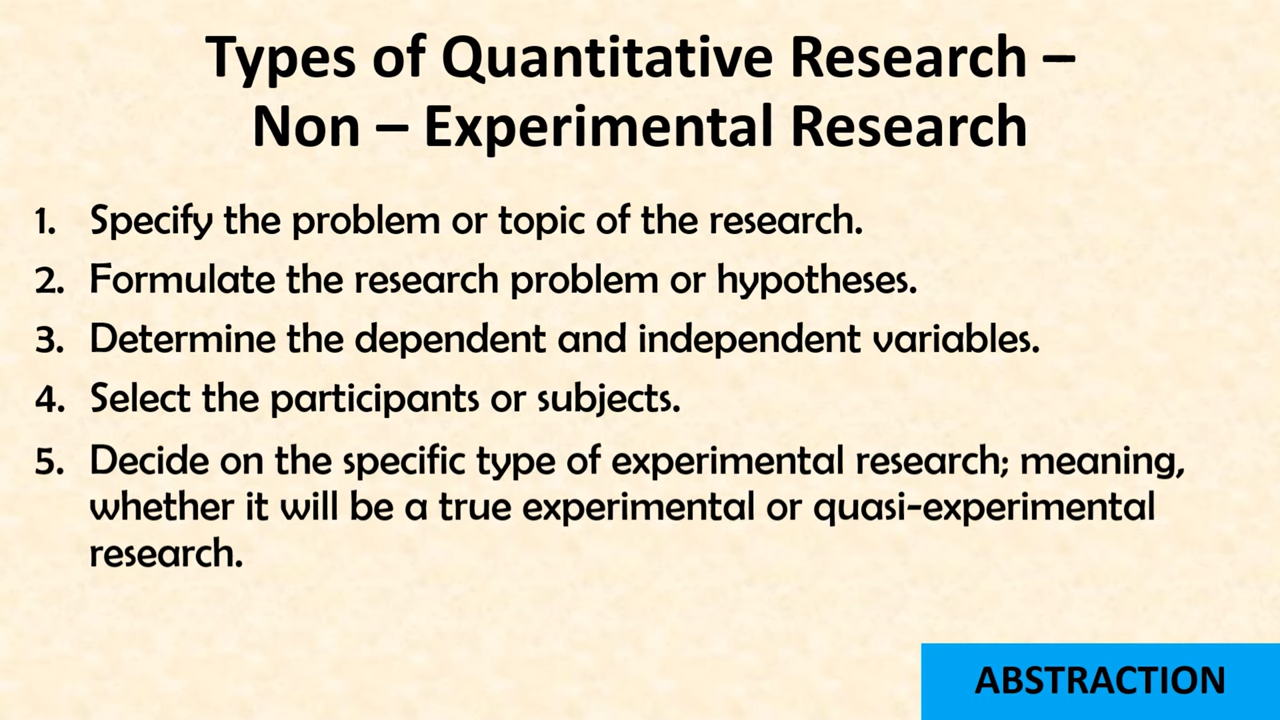 Types of Quantitative Research –
Non – Experimental Research
1. Specify the problem or topic of the research.
2. Formulate the research problem or hypotheses.
3. Determine the dependent and independent variables.
4. Select the participants or subjects.
5. Decide on the specific type of experimental research; meaning,
whether it will be a true experimental or quasi-experimental
research.
ABSTRACTION